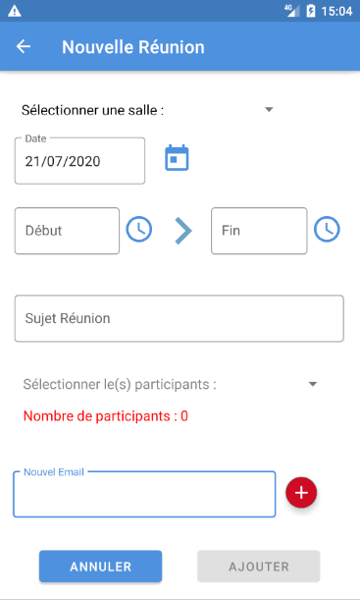 4G 15:04
Nouvelle Réunion
Sélectionner une salle :
Date
21/07/2020
Début Fin
Sujet Réunion
Sélectionner le(s) participants :
Nombre de participants : 0
Nouvel Email
ANNULER AJOUTER